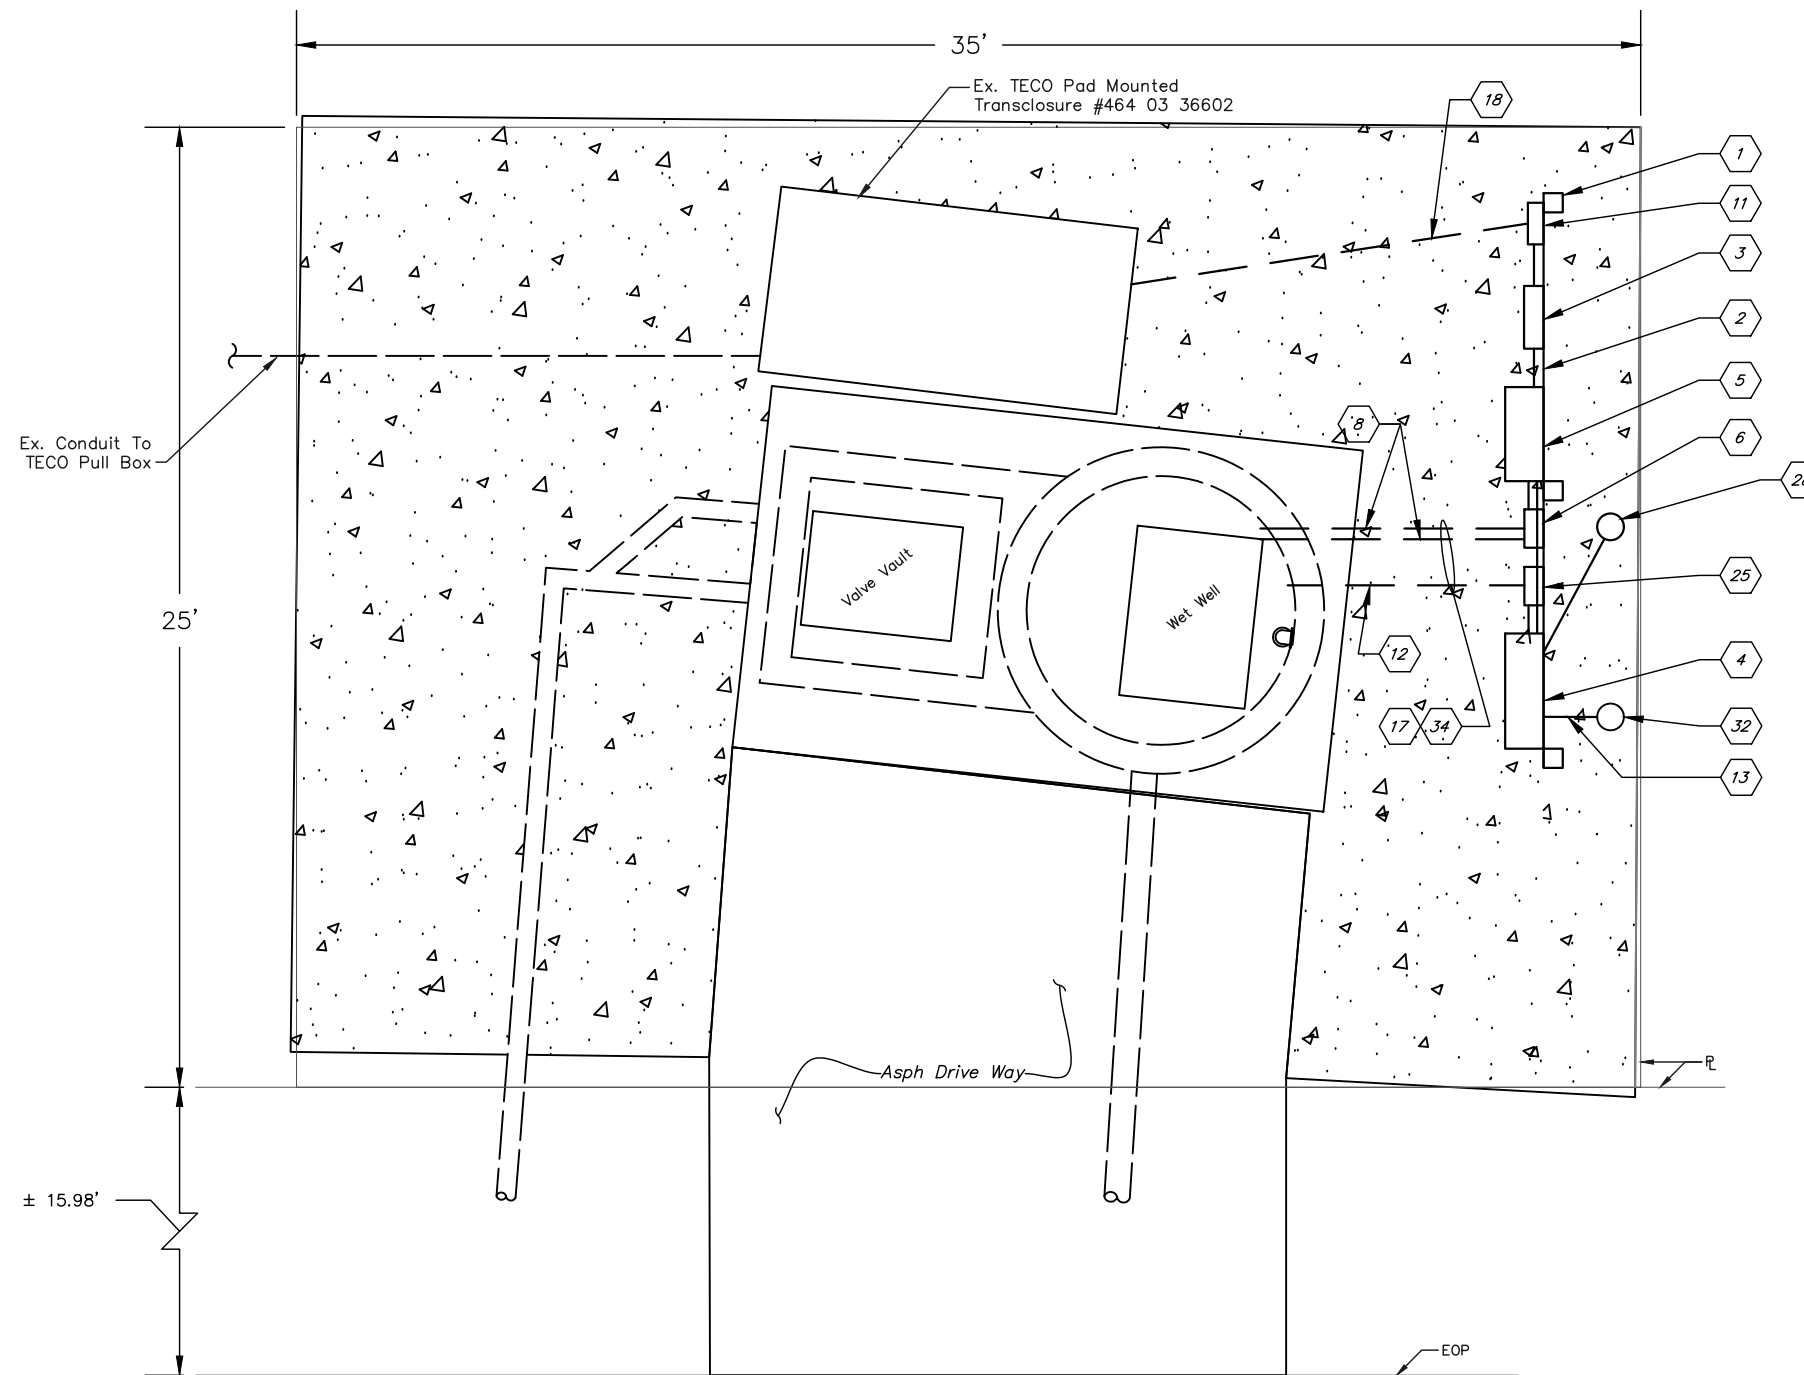 35'
Ex. TECO Pad Mounted
Transclosure #464 03 36602
18
1
11
3
2
5
6
8
Ex. Conduit To
TECO Pull Box
25
25'
Valve Vault
Wet Well
12
4
17
34
32
13
Asph Drive Way
PL
± 15.98'
EOP